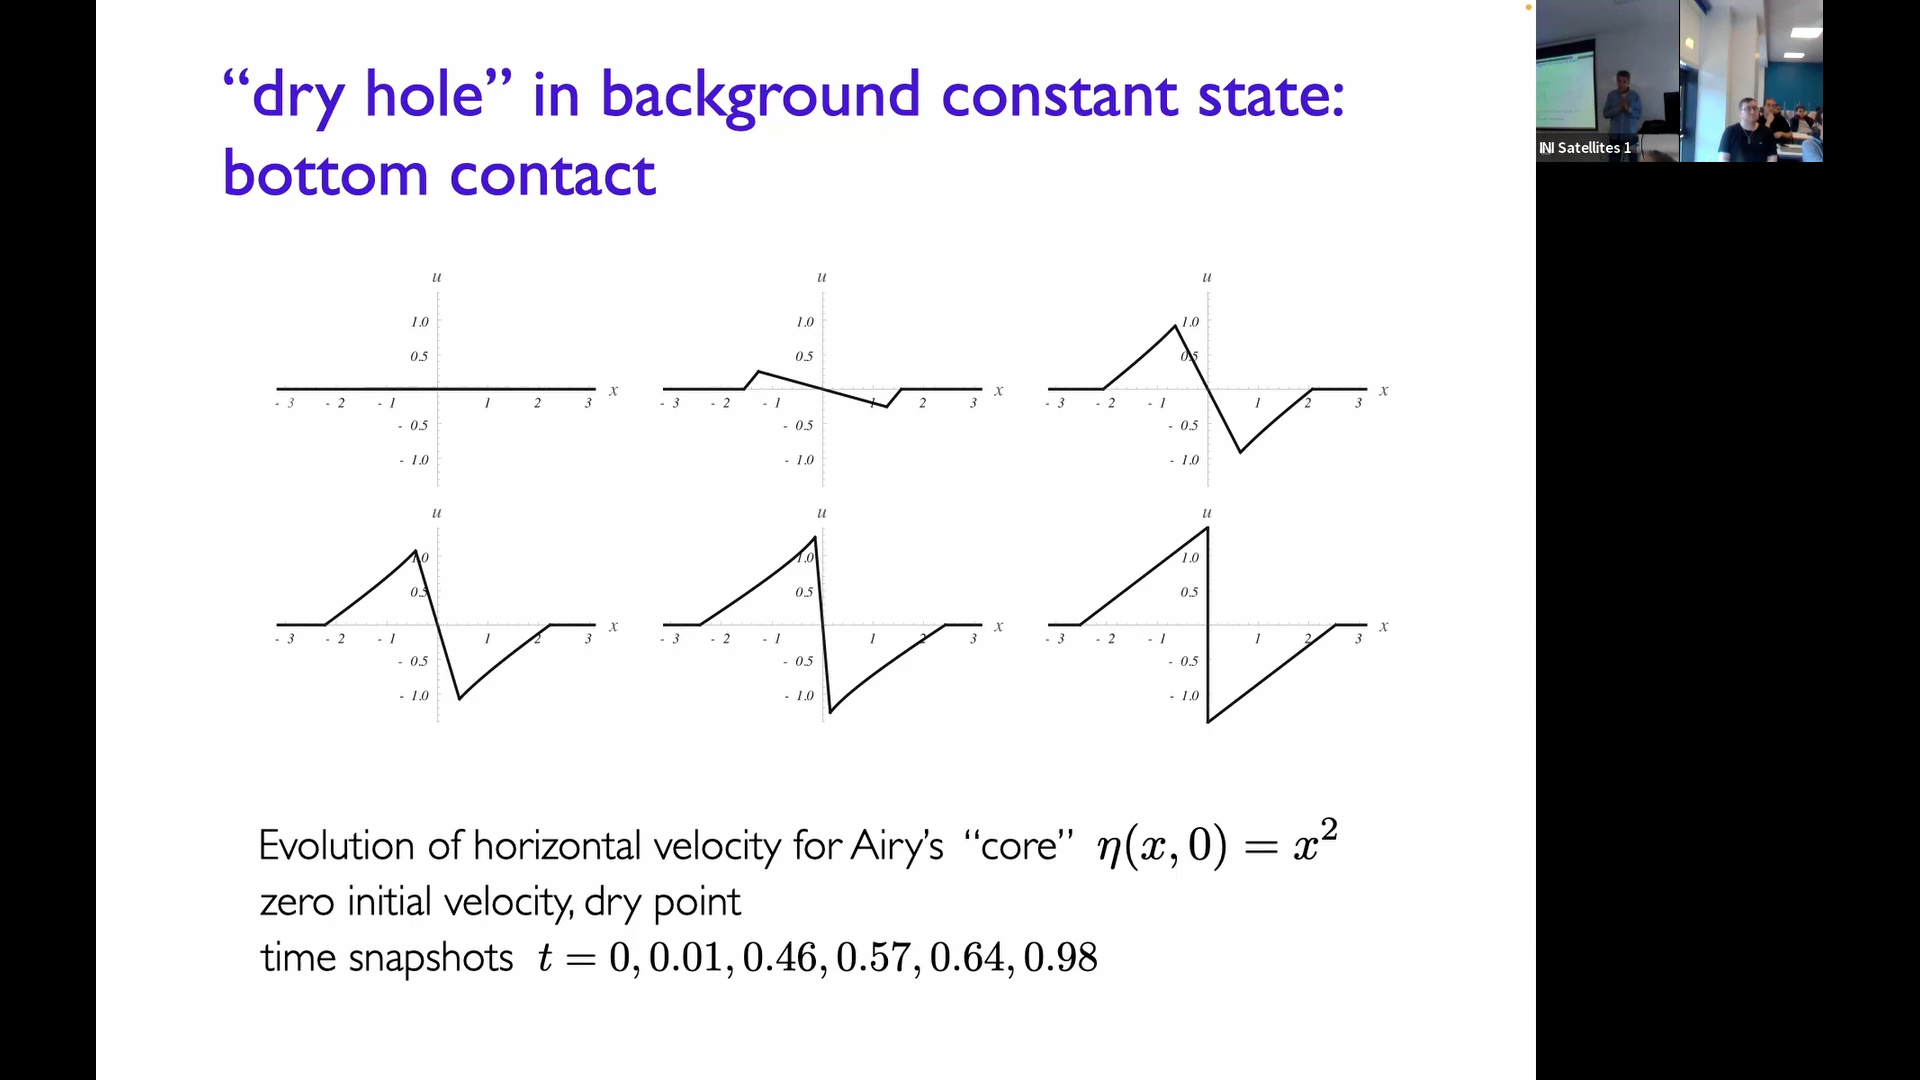 “dry hole” in background constant state:
bottom contact
INI Satellites 1
u u u
1.0 1.0 1.0
0.5 0.5 0.5
x x x
- 3 - 2 - 1 1 2 3 - 3 - 2 - 1 1 2 3 - 3 - 2 - 1 1 2 3
- 0.5 - 0.5 - 0.5
- 1.0 - 1.0 - 1.0
u u u
1.0 1.0 1.0
0.5 0.5 0.5
x x x
- 3 - 2 - 1 1 2 3 - 3 - 2 - 1 1 2 3 - 3 - 2 - 1 1 2 3
- 0.5 - 0.5 - 0.5
- 1.0 - 1.0 - 1.0
Evolution of horizontal velocity for Airy’s “core” η(x, 0) = x²
zero initial velocity, dry point
time snapshots t = 0, 0.01, 0.46, 0.57, 0.64, 0.98